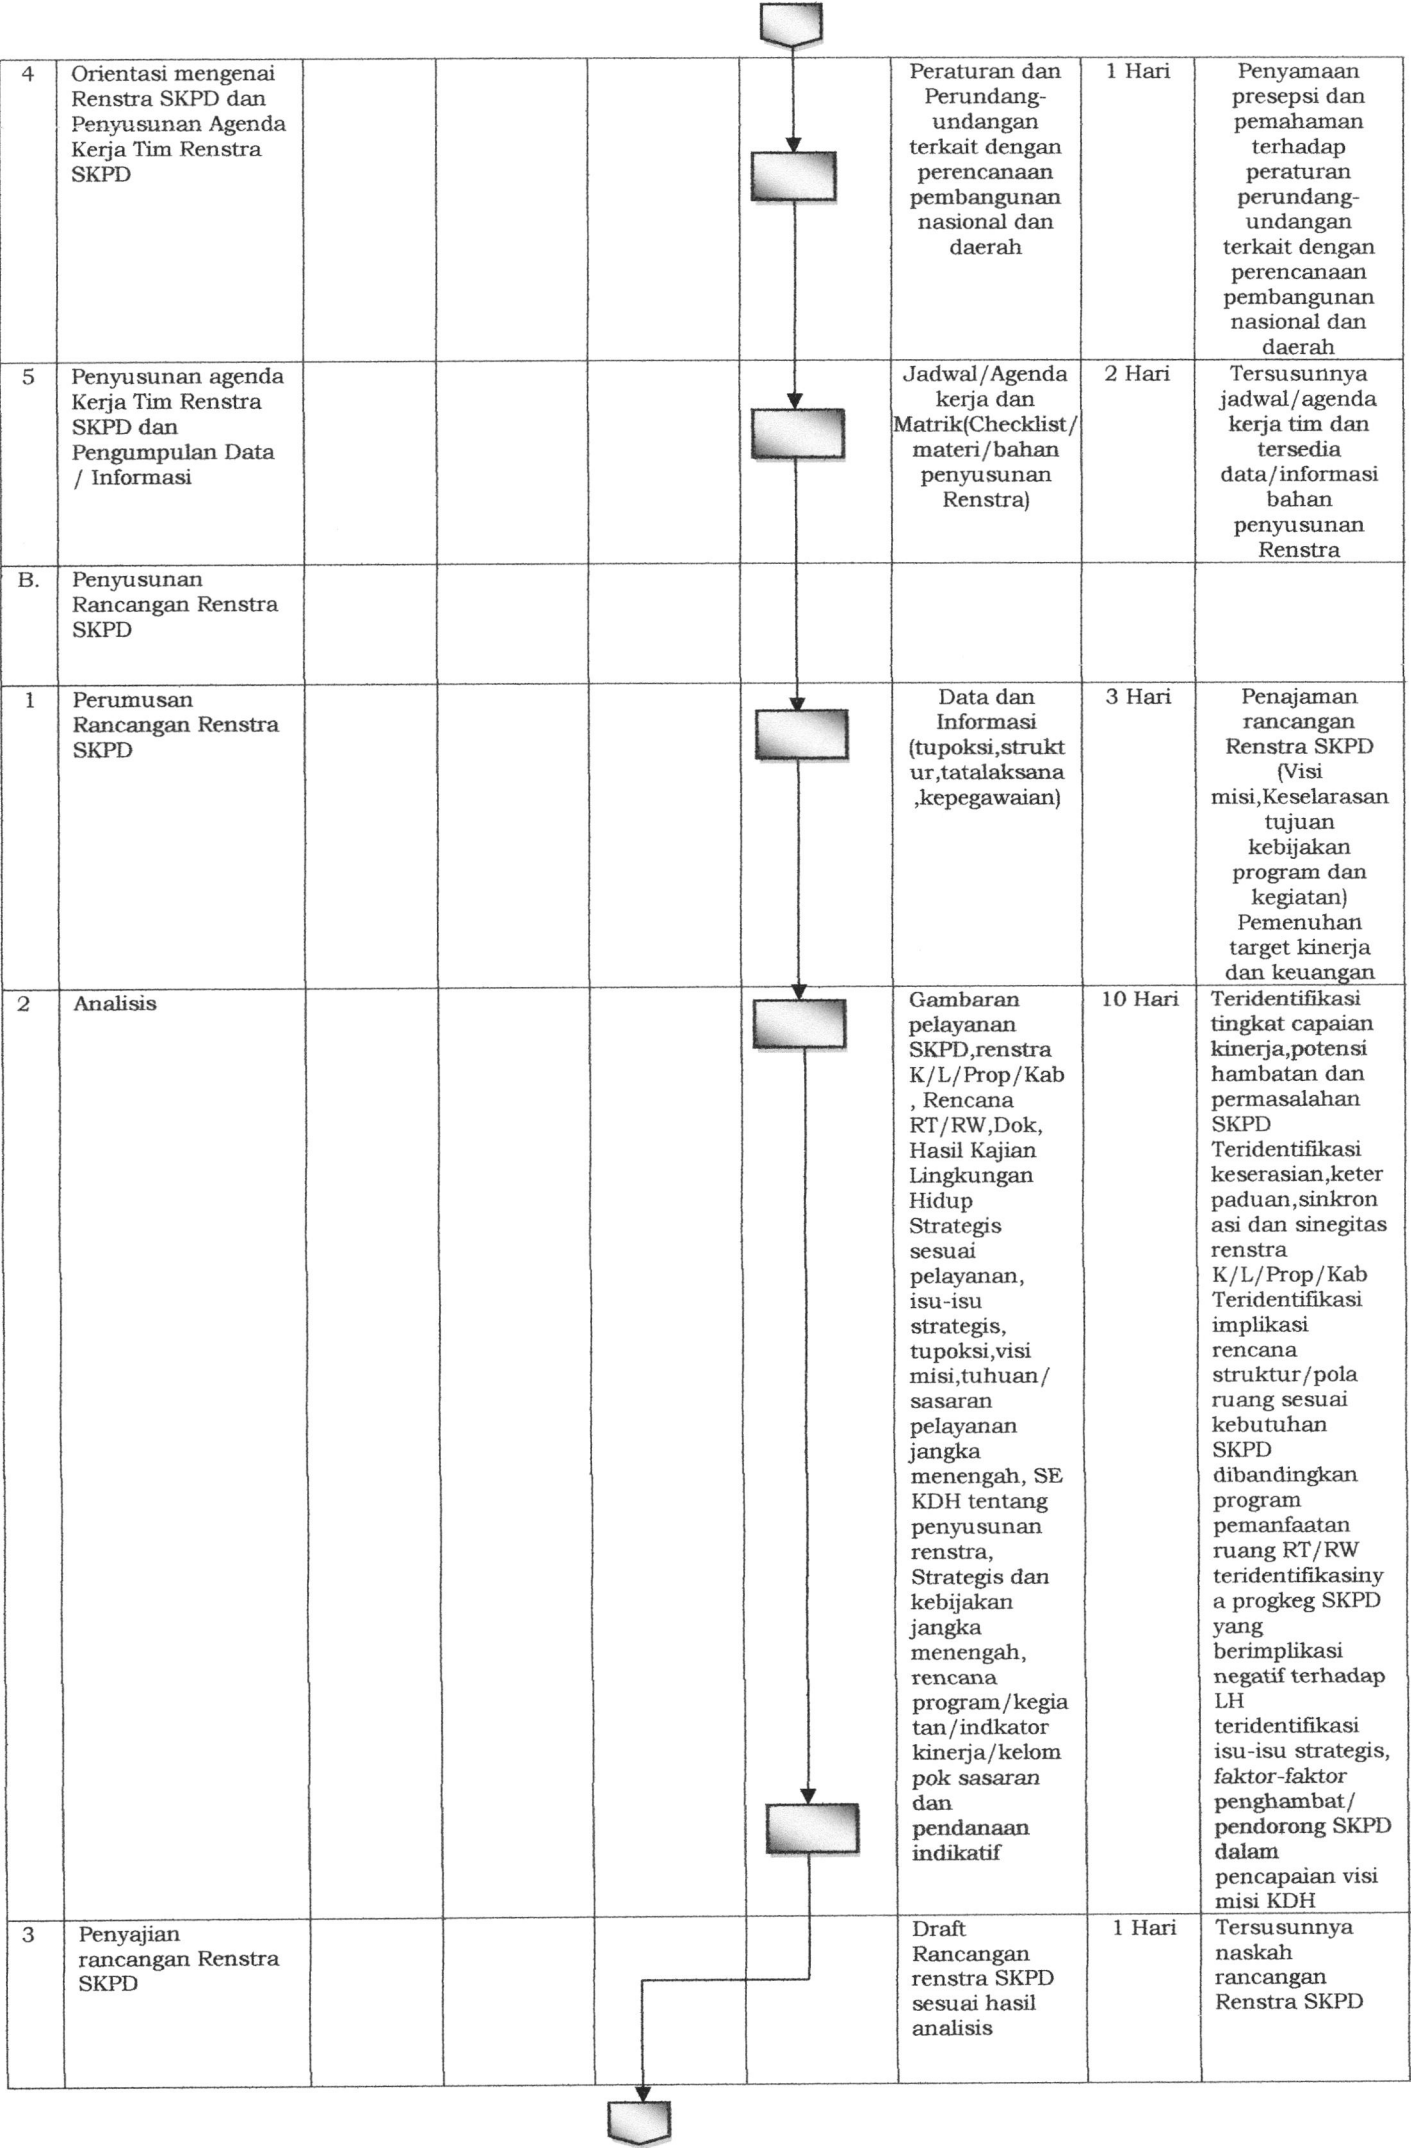 4
Orientasi mengenai
Renstra SKPD dan
Penyusunan Agenda
Kerja Tim Renstra
SKPD
Peraturan dan
Perundang-
undangan
terkait dengan
perencanaan
pembangunan
nasional dan
daerah
1 Hari
Penyamaan
presepsi dan
pemahaman
terhadap
peraturan
perundang-
undangan
terkait dengan
perencanaan
pembangunan
nasional dan
daerah
5
Penyusunan agenda
Kerja Tim Renstra
SKPD dan
Pengumpulan Data
/ Informasi
Jadwal/Agenda
kerja dan
Matrik(Checklist/
materi/bahan
penyusunan
Renstra)
2 Hari
Tersusunnya
jadwal/agenda
kerja tim dan
tersedia
data/informasi
bahan
penyusunan
Renstra
B.
Penyusunan
Rancangan Renstra
SKPD
1
Perumusan
Rancangan Renstra
SKPD
Data dan
Informasi
(tupoksi,strukt
ur,tatalaksana
,kepegawaian)
3 Hari
Penajaman
rancangan
Renstra SKPD
(Visi
misi,Keselarasan
tujuan
kebijakan
program dan
kegiatan)
Pemenuhan
target kinerja
dan keuangan
2
Analisis
Gambaran
pelayanan
SKPD,renstra
K/L/Prop/Kab
, Rencana
RT/RW,Dok,
Hasil Kajian
Lingkungan
Hidup
Strategis
sesuai
pelayanan,
isu-isu
strategis,
tupoksi,visi
misi,tuhuan/
sasaran
pelayanan
jangka
menengah, SE
KDH tentang
penyusunan
renstra,
Strategis dan
kebijakan
jangka
menengah,
rencana
program/kegia
tan/indkator
kinerja/kelom
pok sasaran
dan
pendanaan
indikatif
10 Hari
Teridentifikasi
tingkat capaian
kinerja,potensi
hambatan dan
permasalahan
SKPD
Teridentifikasi
keserasian,keter
paduan,sinkron
asi dan sinegitas
renstra
K/L/Prop/Kab
Teridentifikasi
implikasi
rencana
struktur/pola
ruang sesuai
kebutuhan
SKPD
dibandingkan
program
pemanfaatan
ruang RT/RW
teridentifikasiny
a progkeg SKPD
yang
berimplikasi
negatif terhadap
LH
teridentifikasi
isu-isu strategis,
faktor-faktor
penghambat/
pendorong SKPD
dalam
pencapaian visi
misi KDH
3
Penyajian
rancangan Renstra
SKPD
Draft
Rancangan
renstra SKPD
sesuai hasil
analisis
1 Hari
Tersusunnya
naskah
rancangan
Renstra SKPD